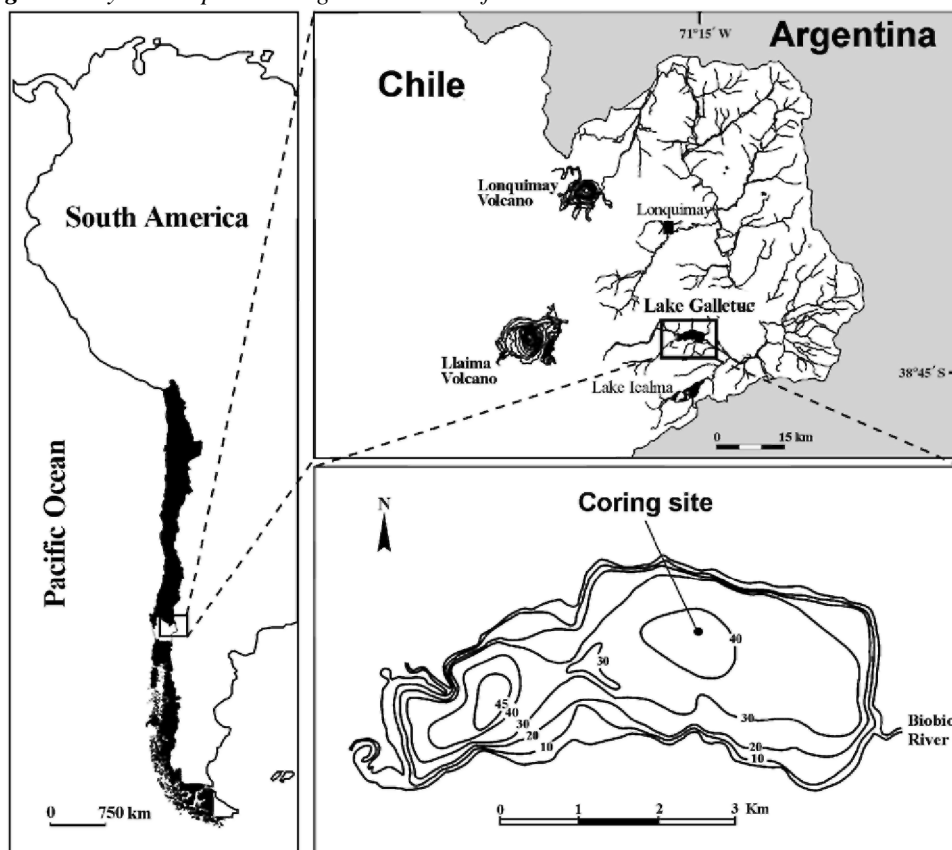 South America
Pacific Ocean
0 750 km
71°15´ W
Argentina
Chile
Lonquimay
Volcano
Lonquimay
Lake Galletue
Llaima
Volcano
Lake Icalma
38°45´ S
0 15 km
N
Coring site
40
30
45
40
30
20
10
30
20
10
Biobio
River
0 1 2 3 Km